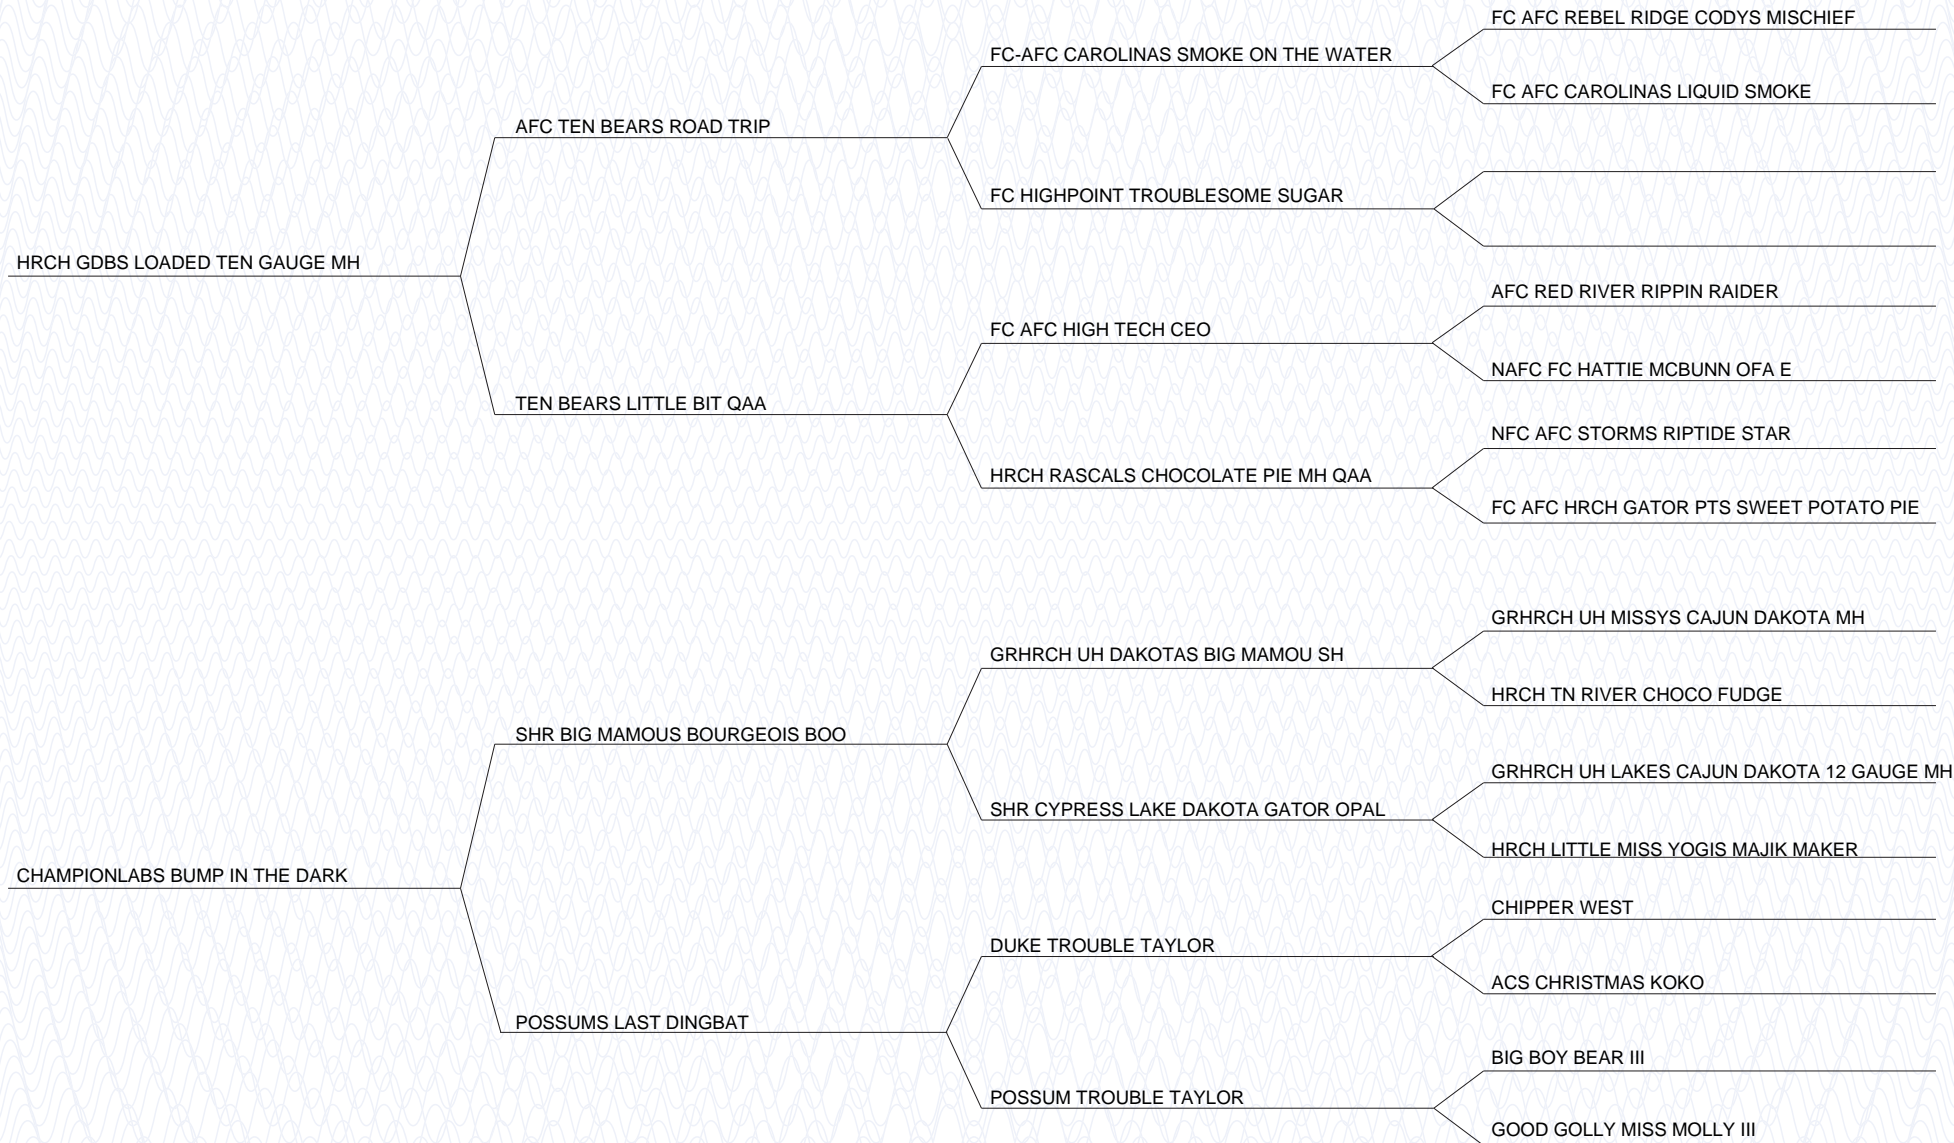 FC AFC REBEL RIDGE CODYS MISCHIEF
FC-AFC CAROLINAS SMOKE ON THE WATER
FC AFC CAROLINAS LIQUID SMOKE
AFC TEN BEARS ROAD TRIP
FC HIGHPOINT TROUBLESOME SUGAR
HRCH GDBS LOADED TEN GAUGE MH
AFC RED RIVER RIPPIN RAIDER
FC AFC HIGH TECH CEO
NAFC FC HATTIE MCBUNN OFA E
TEN BEARS LITTLE BIT QAA
NFC AFC STORMS RIPTIDE STAR
HRCH RASCALS CHOCOLATE PIE MH QAA
FC AFC HRCH GATOR PTS SWEET POTATO PIE
GRHRCH UH MISSYS CAJUN DAKOTA MH
GRHRCH UH DAKOTAS BIG MAMOU SH
HRCH TN RIVER CHOCO FUDGE
SHR BIG MAMOUS BOURGEOIS BOO
GRHRCH UH LAKES CAJUN DAKOTA 12 GAUGE MH
SHR CYPRESS LAKE DAKOTA GATOR OPAL
HRCH LITTLE MISS YOGIS MAJIK MAKER
CHAMPIONLABS BUMP IN THE DARK
CHIPPER WEST
DUKE TROUBLE TAYLOR
ACS CHRISTMAS KOKO
POSSUMS LAST DINGBAT
BIG BOY BEAR III
POSSUM TROUBLE TAYLOR
GOOD GOLLY MISS MOLLY III